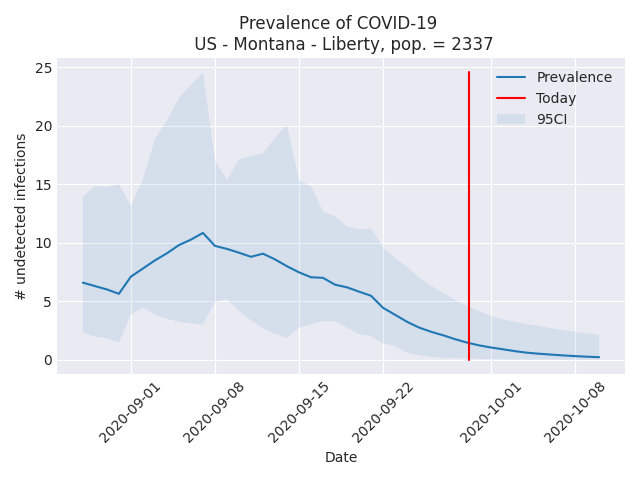 Prevalence of COVID-19
US - Montana - Liberty, pop. = 2337
Prevalence
Today
95CI
# undetected infections
25
20
15
10
5
0
2020-09-01
2020-09-08
2020-09-15
2020-09-22
2020-10-01
2020-10-08
Date